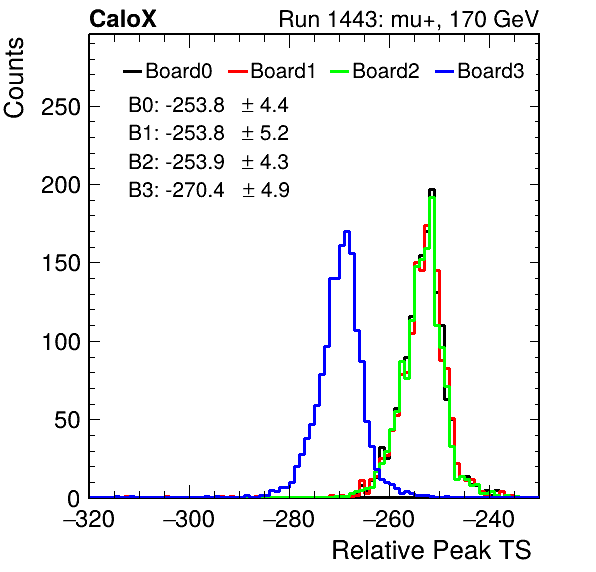 CaloX Run 1443: mu+, 170 GeV
Counts
Board0 Board1 Board2 Board3
B0: -253.8 ± 4.4
B1: -253.8 ± 5.2
B2: -253.9 ± 4.3
B3: -270.4 ± 4.9
250
200
150
100
50
0
−320 −300 −280 −260 −240
Relative Peak TS